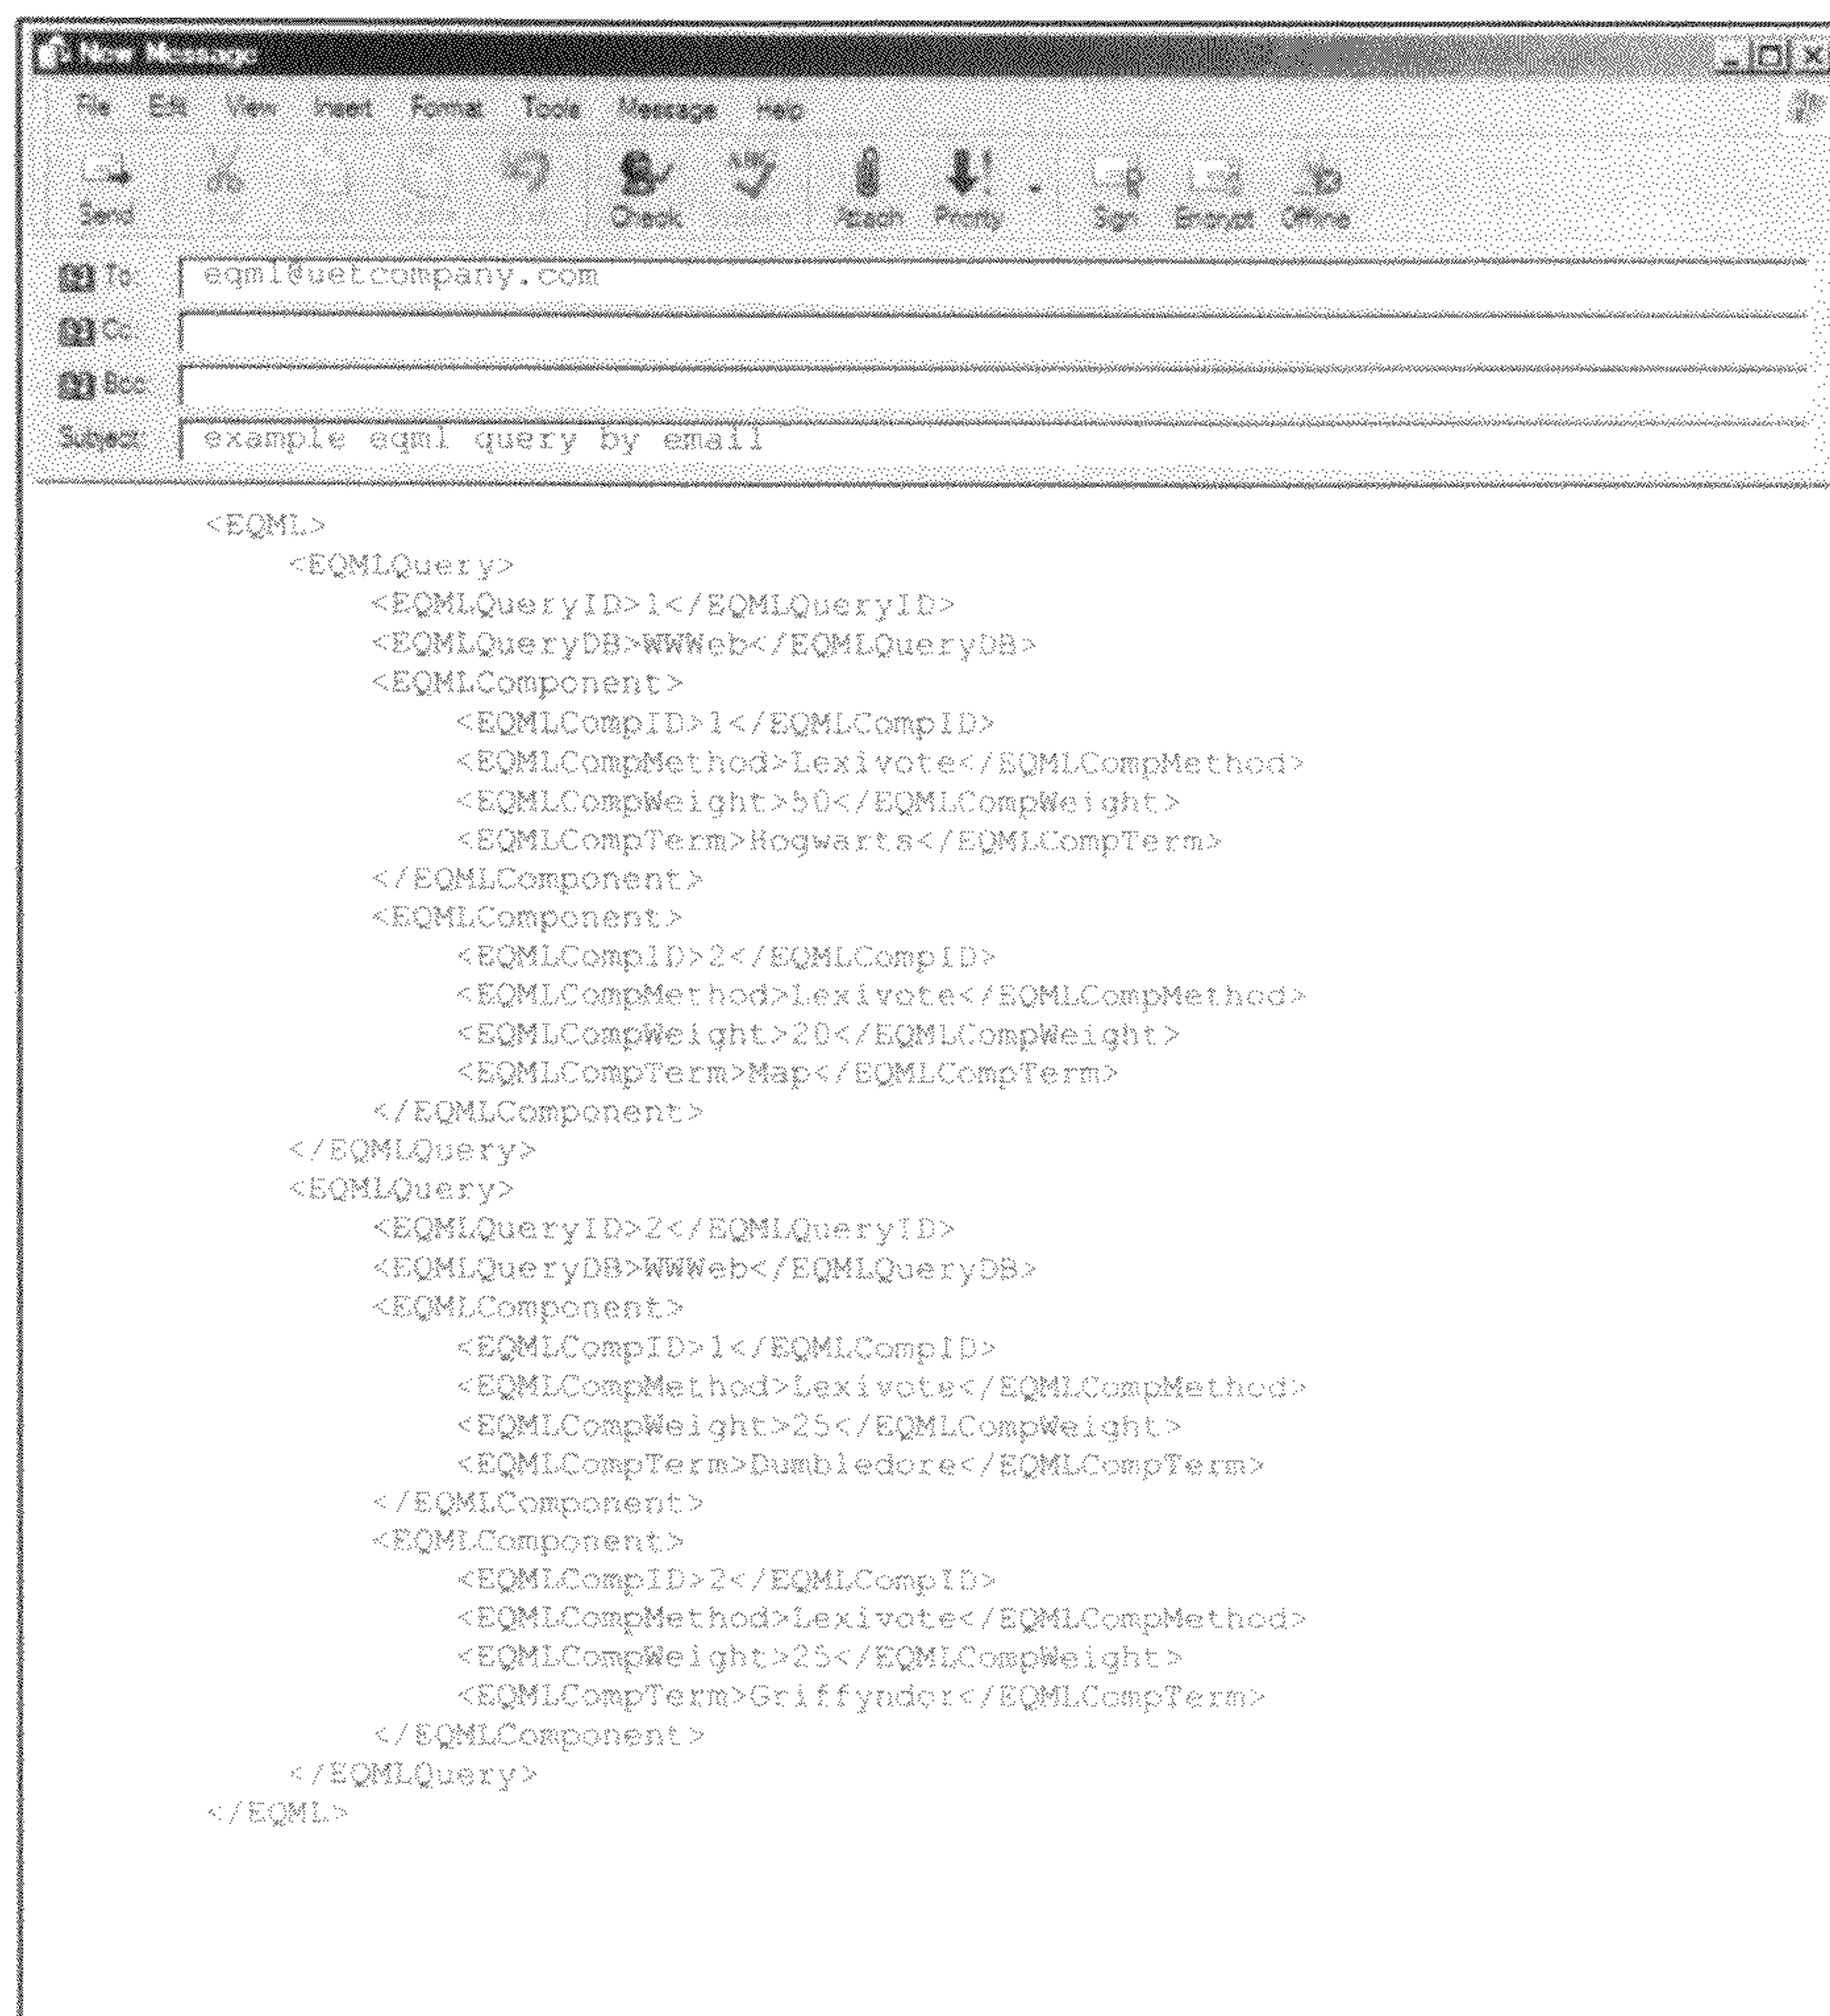 New Message
File Edit View Insert Format Tools Message Help
Send Check Attach Priority Sign Encrypt Offline
To: eqml@uetcompany.com
Cc:
Bcc:
Subject: example eqml query by email
<EQML>
<EQMLQuery>
<EQMLQueryID>1</EQMLQueryID>
<EQMLQueryDB>WWWeb</EQMLQueryDB>
<EQMLComponent>
<EQMLCompID>1</EQMLCompID>
<EQMLCompMethod>Lexivote</EQMLCompMethod>
<EQMLCompWeight>50</EQMLCompWeight>
<EQMLCompTerm>Hogwarts</EQMLCompTerm>
</EQMLComponent>
<EQMLComponent>
<EQMLCompID>2</EQMLCompID>
<EQMLCompMethod>Lexivote</EQMLCompMethod>
<EQMLCompWeight>20</EQMLCompWeight>
<EQMLCompTerm>Map</EQMLCompTerm>
</EQMLComponent>
</EQMLQuery>
<EQMLQuery>
<EQMLQueryID>2</EQMLQueryID>
<EQMLQueryDB>WWWeb</EQMLQueryDB>
<EQMLComponent>
<EQMLCompID>1</EQMLCompID>
<EQMLCompMethod>Lexivote</EQMLCompMethod>
<EQMLCompWeight>25</EQMLCompWeight>
<EQMLCompTerm>Dumbledore</EQMLCompTerm>
</EQMLComponent>
<EQMLComponent>
<EQMLCompID>2</EQMLCompID>
<EQMLCompMethod>Lexivote</EQMLCompMethod>
<EQMLCompWeight>25</EQMLCompWeight>
<EQMLCompTerm>Griffyndor</EQMLCompTerm>
</EQMLComponent>
</EQMLQuery>
</EQML>